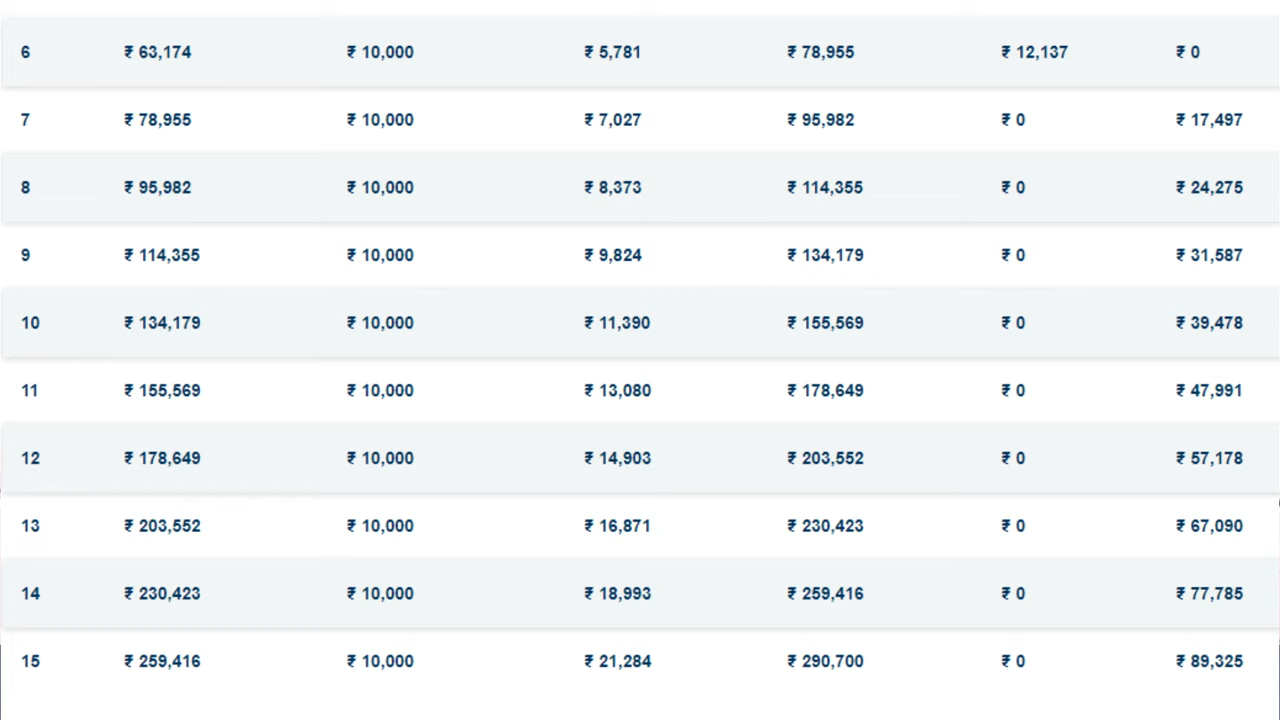 6 ₹ 63,174 ₹ 10,000 ₹ 5,781 ₹ 78,955 ₹ 12,137 ₹ 0
7 ₹ 78,955 ₹ 10,000 ₹ 7,027 ₹ 95,982 ₹ 0 ₹ 17,497
8 ₹ 95,982 ₹ 10,000 ₹ 8,373 ₹ 114,355 ₹ 0 ₹ 24,275
9 ₹ 114,355 ₹ 10,000 ₹ 9,824 ₹ 134,179 ₹ 0 ₹ 31,587
10 ₹ 134,179 ₹ 10,000 ₹ 11,390 ₹ 155,569 ₹ 0 ₹ 39,478
11 ₹ 155,569 ₹ 10,000 ₹ 13,080 ₹ 178,649 ₹ 0 ₹ 47,991
12 ₹ 178,649 ₹ 10,000 ₹ 14,903 ₹ 203,552 ₹ 0 ₹ 57,178
13 ₹ 203,552 ₹ 10,000 ₹ 16,871 ₹ 230,423 ₹ 0 ₹ 67,090
14 ₹ 230,423 ₹ 10,000 ₹ 18,993 ₹ 259,416 ₹ 0 ₹ 77,785
15 ₹ 259,416 ₹ 10,000 ₹ 21,284 ₹ 290,700 ₹ 0 ₹ 89,325